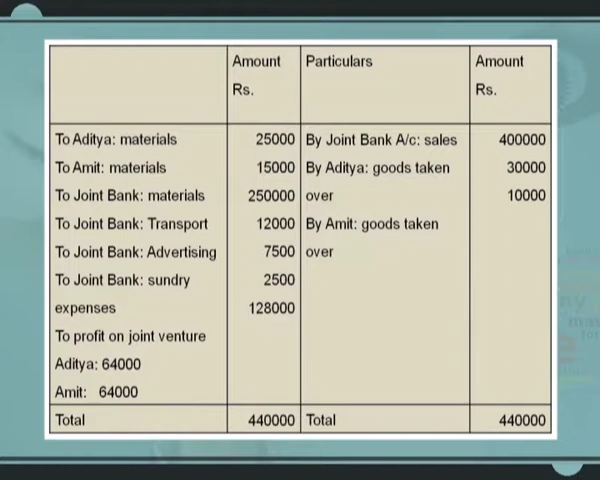 Amount Particulars Amount
Rs. Rs.
To Aditya: materials 25000 By Joint Bank A/c: sales 400000
To Amit: materials 15000 By Aditya: goods taken 30000
To Joint Bank: materials 250000 over 10000
To Joint Bank: Transport 12000 By Amit: goods taken
To Joint Bank: Advertising 7500 over
To Joint Bank: sundry 2500
expenses 128000
To profit on joint venture
Aditya: 64000
Amit: 64000
Total 440000 Total 440000